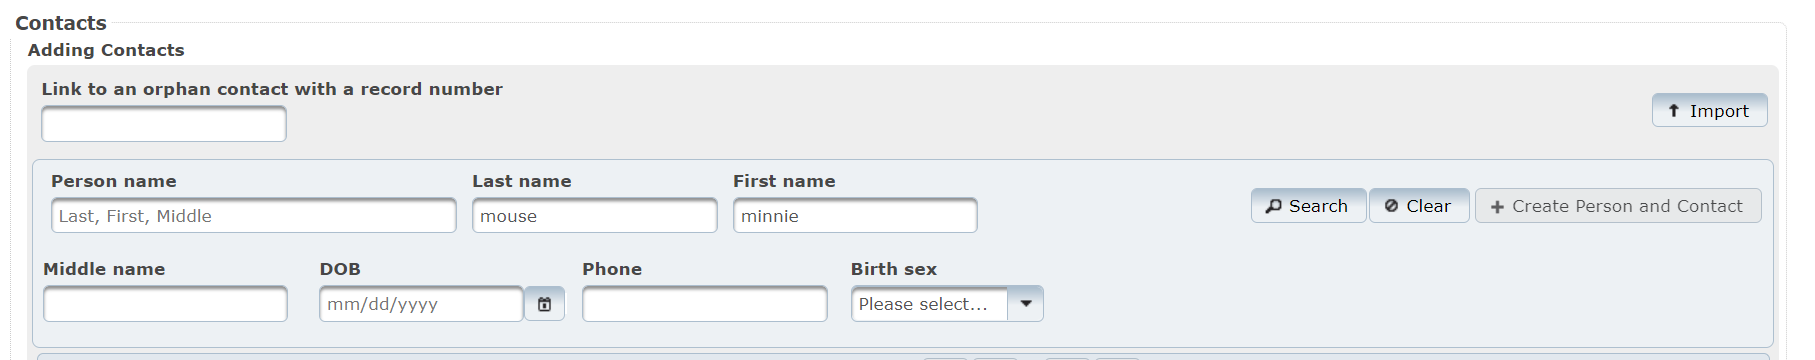 Contacts
Adding Contacts
Link to an orphan contact with a record number
Import
Person name Last name First name
Last, First, Middle mouse minnie Search Clear Create Person and Contact
Middle name DOB Phone Birth sex
mm/dd/yyyy Please select...